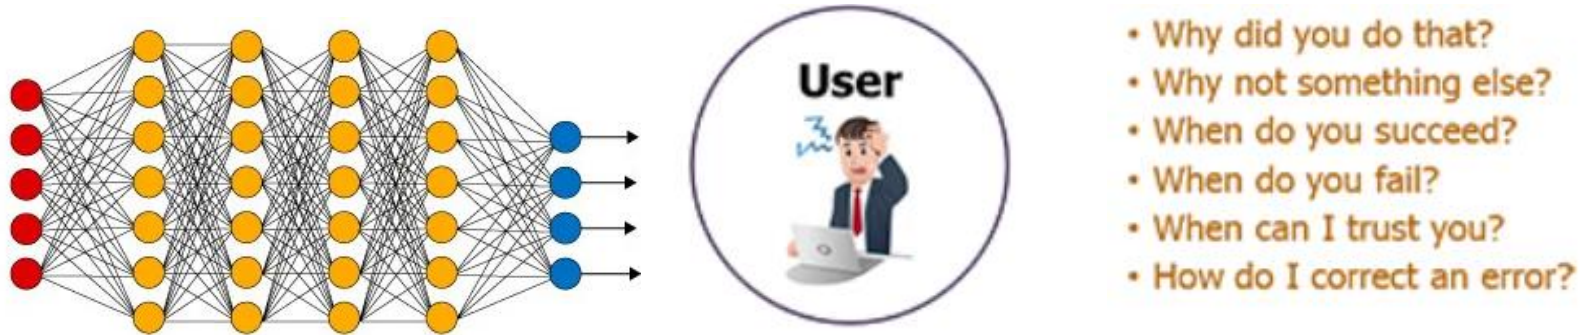 User
• Why did you do that?
• Why not something else?
• When do you succeed?
• When do you fail?
• When can I trust you?
• How do I correct an error?